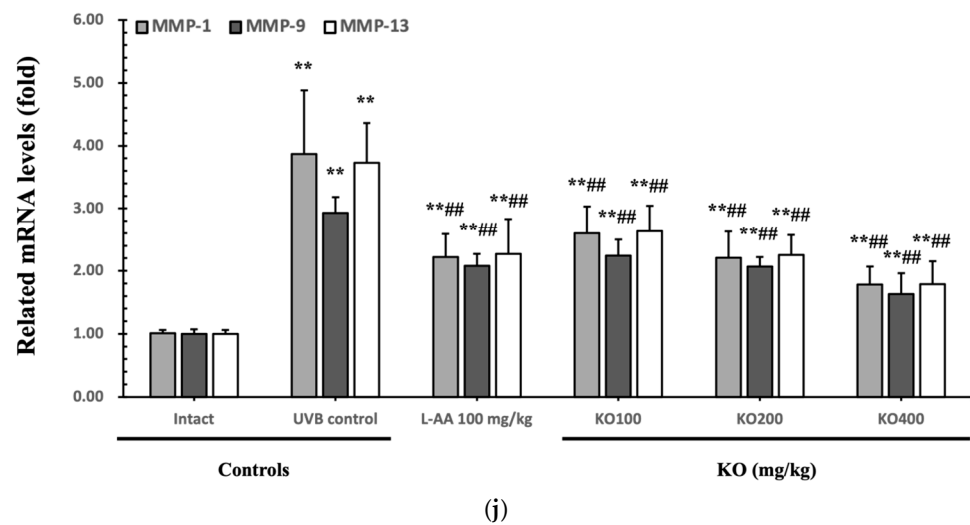 Related mRNA levels (fold)
6.00
5.00
4.00
3.00
2.00
1.00
0.00
MMP-1 MMP-9 MMP-13
** ** **
**## **## **##
**## **## **##
**## **## **##
**## **## **##
Intact UVB control L-AA 100 mg/kg KO100 KO200 KO400
Controls KO (mg/kg)
(j)